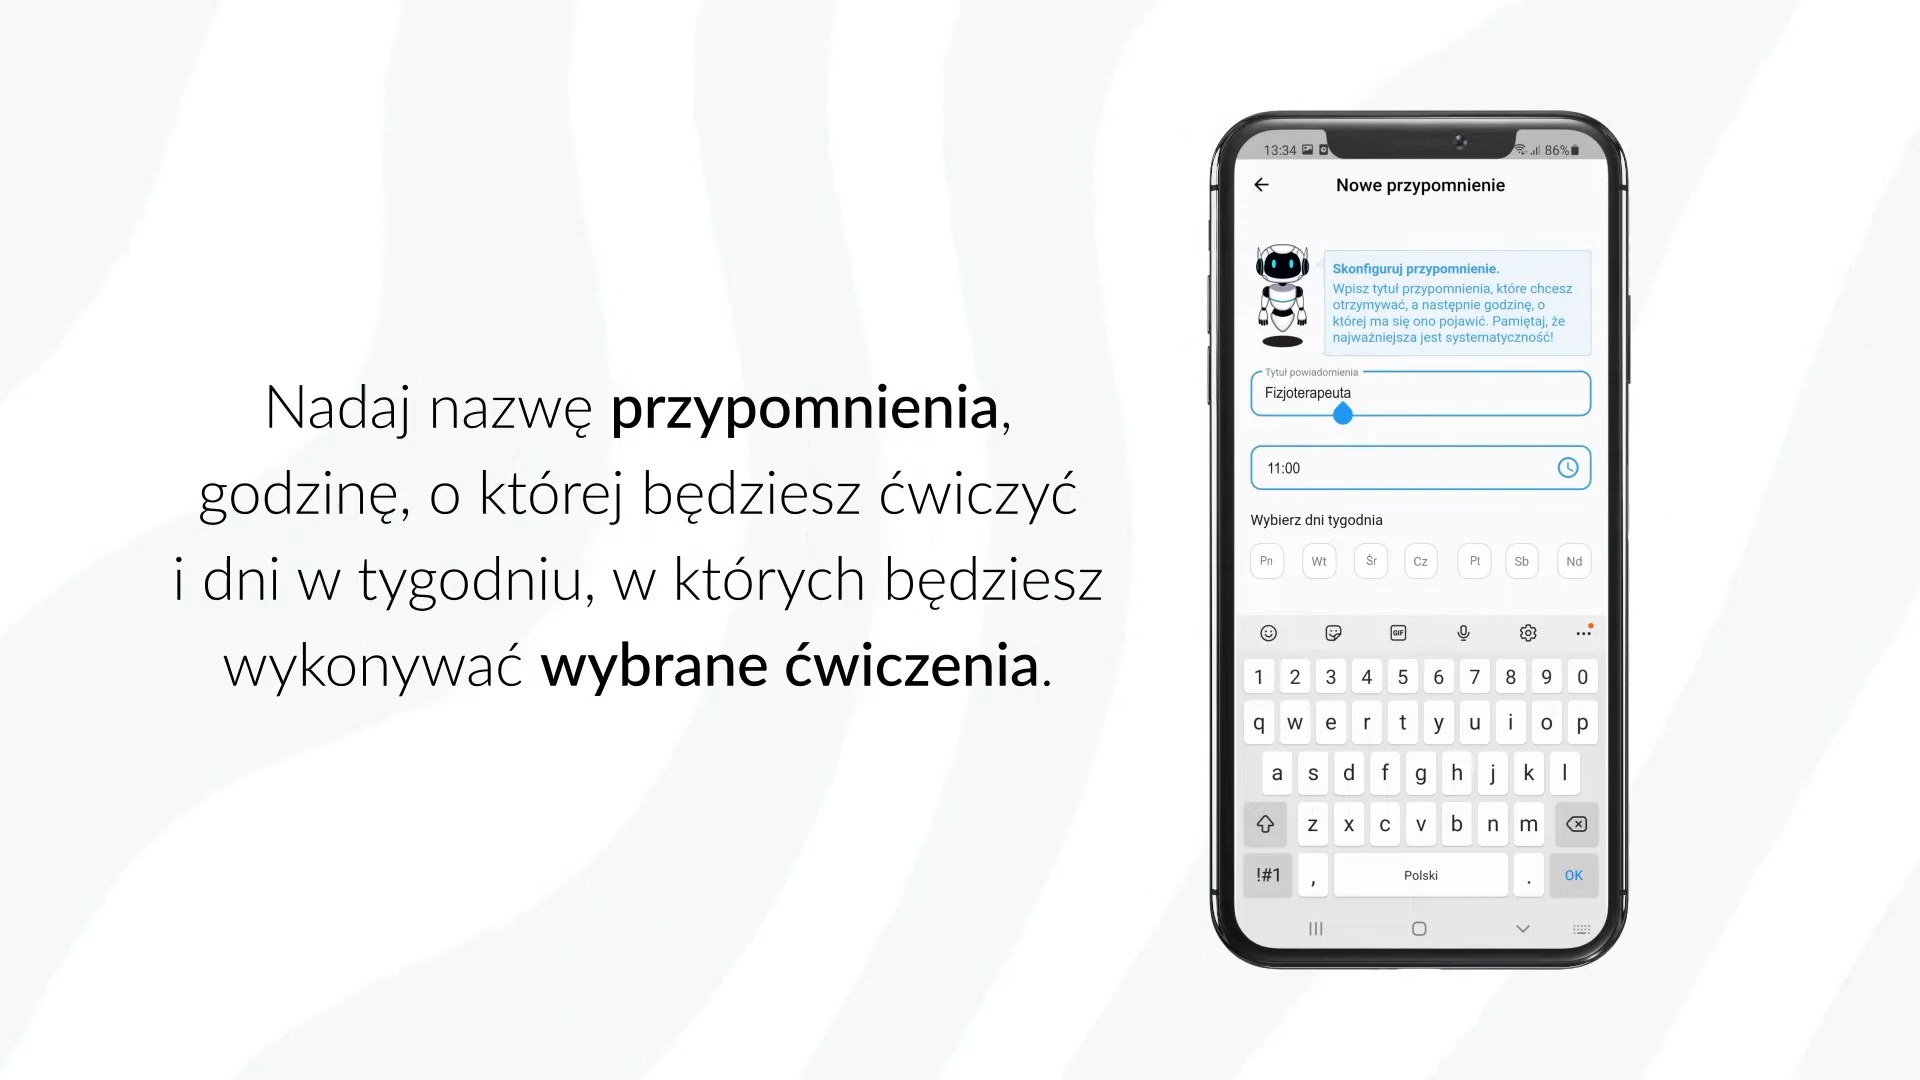 Nadaj nazwę przypomnienia,
godzinę, o której będziesz ćwiczyć
i dni w tygodniu, w których będziesz
wykonywać wybrane ćwiczenia.
13:34
86%
Nowe przypomnienie
Skonfiguruj przypomnienie.
Wpisz tytuł przypomnienia, które chcesz
otrzymywać, a następnie godzinę, o
której ma się ono pojawić. Pamiętaj, że
najważniejsza jest systematyczność!
Tytuł powiadomienia
Fizjoterapeuta
11:00
Wybierz dni tygodnia
Pn Wt Śr Cz Pt Sb Nd
GIF
1 2 3 4 5 6 7 8 9 0
q w e r t y u i o p
a s d f g h j k l
z x c v b n m
!#1 , Polski . OK